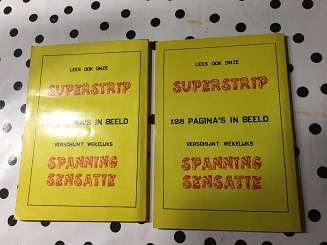 LEES OOK ONZE
SUPERSTRIP
PAGINA'S IN BEELD
VERSCHIJNT WEKELIJKS
SPANNING
SENSATIE
LEES OOK ONZE
SUPERSTRIP
128 PAGINA'S IN BEELD
VERSCHIJNT WEKELIJKS
SPANNING
SENSATIE